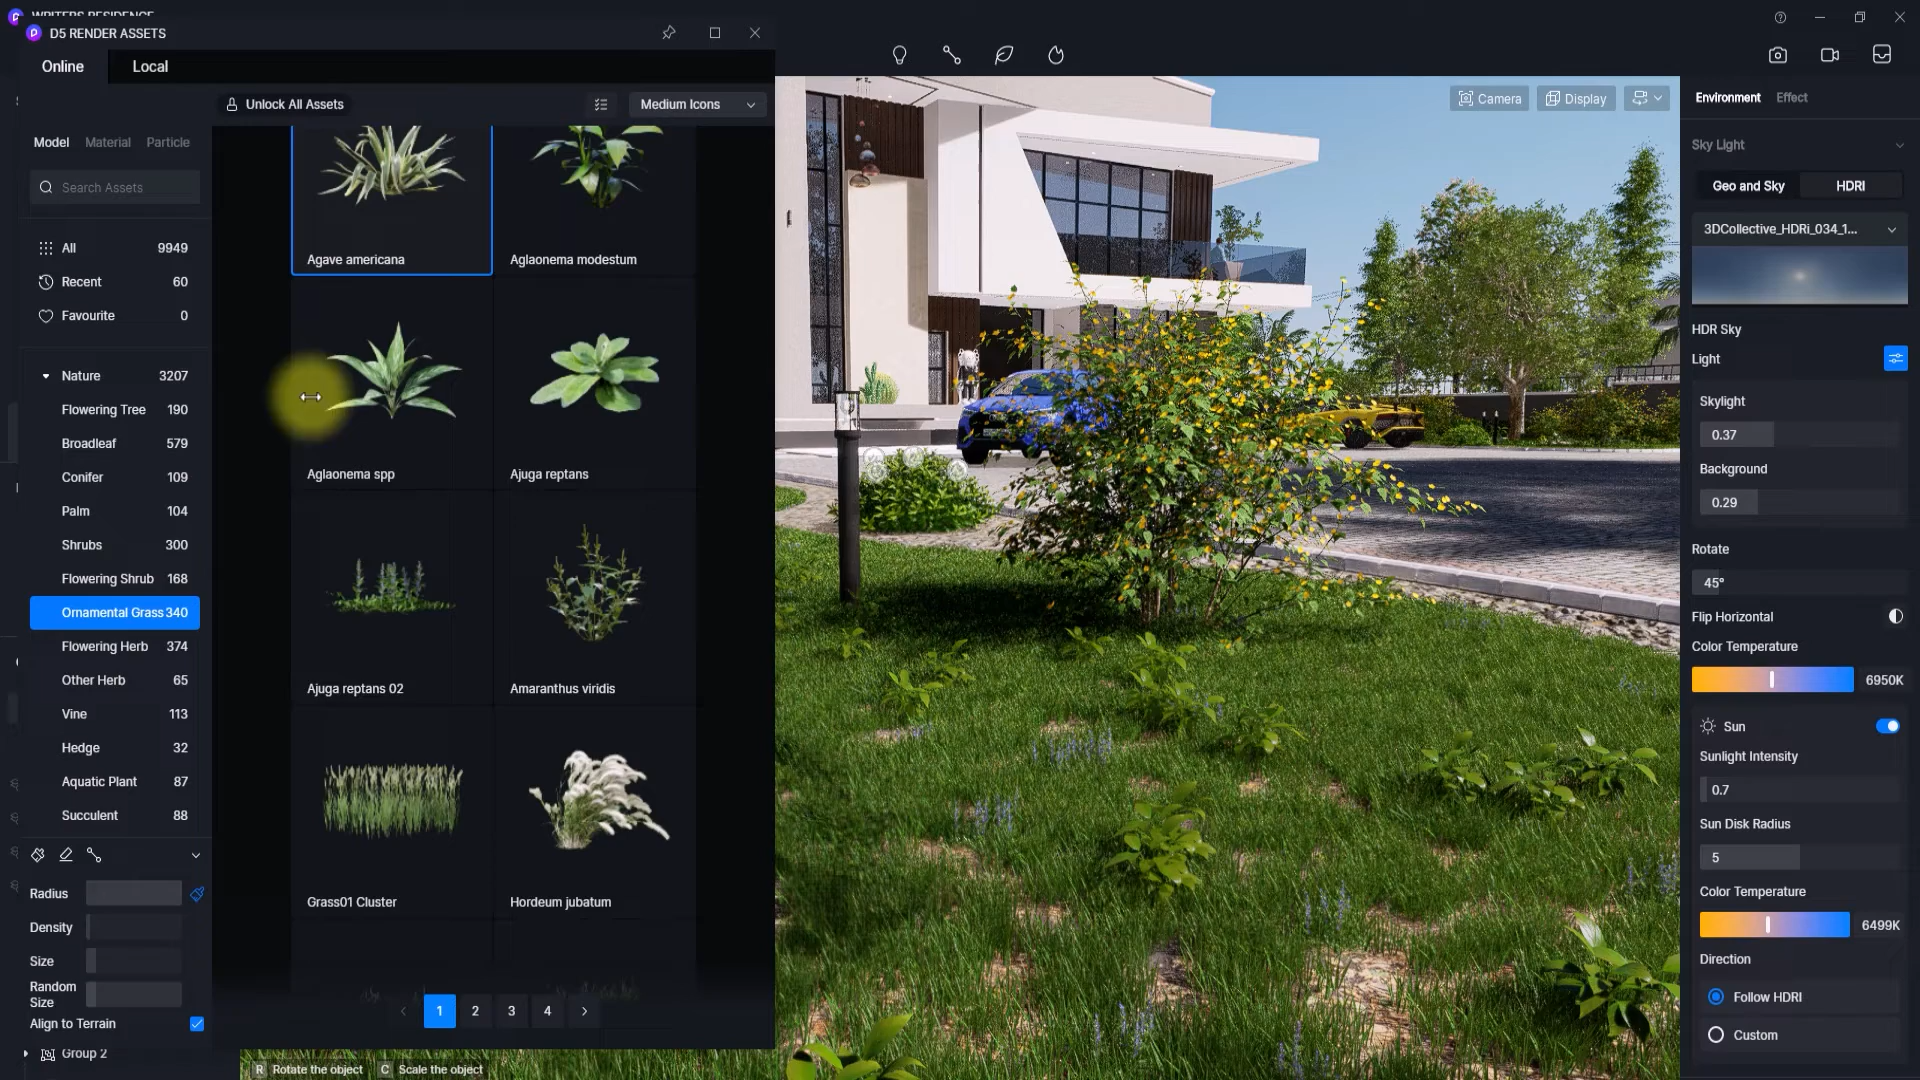 WRITERS RESIDENCE
D5 RENDER ASSETS
Online
Local
Unlock All Assets
Medium Icons
Model
Material
Particle
Search Assets
All 9949
Recent 60
Favourite 0
Nature 3207
Flowering Tree 190
Broadleaf 579
Conifer 109
Palm 104
Shrubs 300
Flowering Shrub 168
Ornamental Grass 340
Flowering Herb 374
Other Herb 65
Vine 113
Hedge 32
Aquatic Plant 87
Succulent 88
Radius
Density
Size
Random
Size
Align to Terrain
Group 2
Agave americana
Aglaonema modestum
Aglaonema spp
Ajuga reptans
Ajuga reptans 02
Amaranthus viridis
Grass01 Cluster
Hordeum jubatum
1 2 3 4
R Rotate the object C Scale the object
Camera
Display
Environment
Effect
Sky Light
Geo and Sky
HDRI
3DCollective_HDRi_034_1...
HDR Sky
Light
Skylight
0.37
Background
0.29
Rotate
45°
Flip Horizontal
Color Temperature
6950K
Sun
Sunlight Intensity
0.7
Sun Disk Radius
5
Color Temperature
6499K
Direction
Follow HDRI
Custom